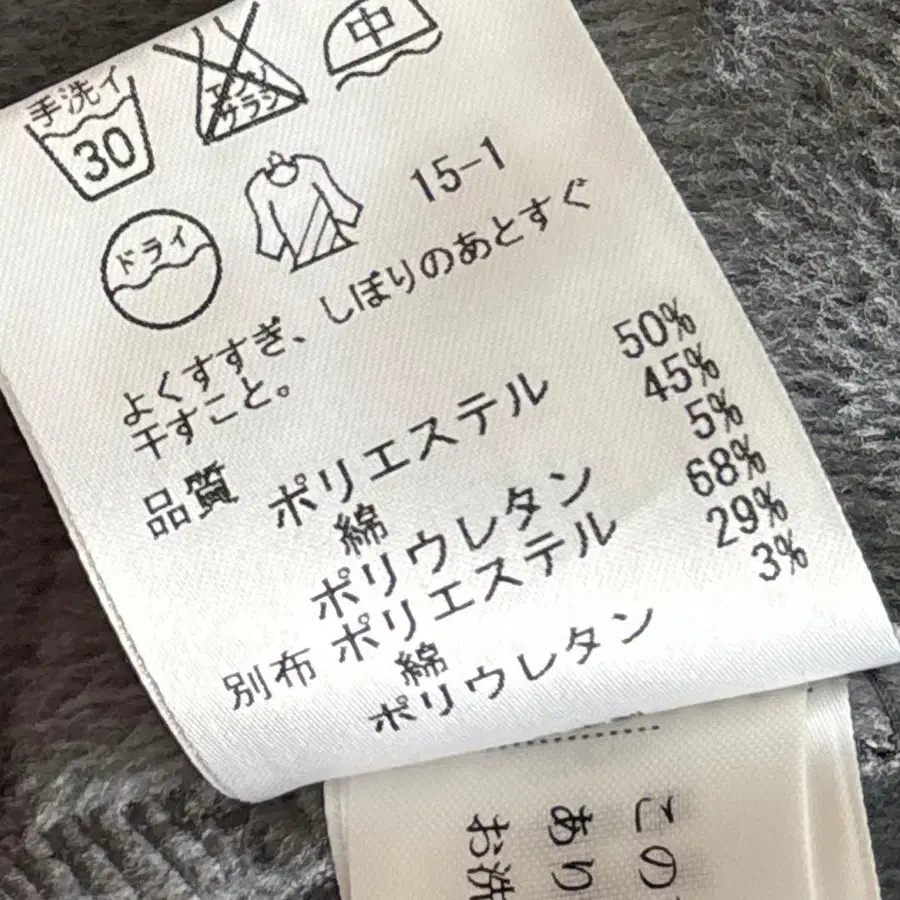 手洗イ
30
エンソ
サラシ
中
ドライ
15-1
よくすすぎ、しぼりのあとすぐ
干すこと。
品質 ポリエステル 50%
綿 45%
ポリウレタン 5%
別布 ポリエステル 68%
綿 29%
ポリウレタン 3%
この
あり
お洗